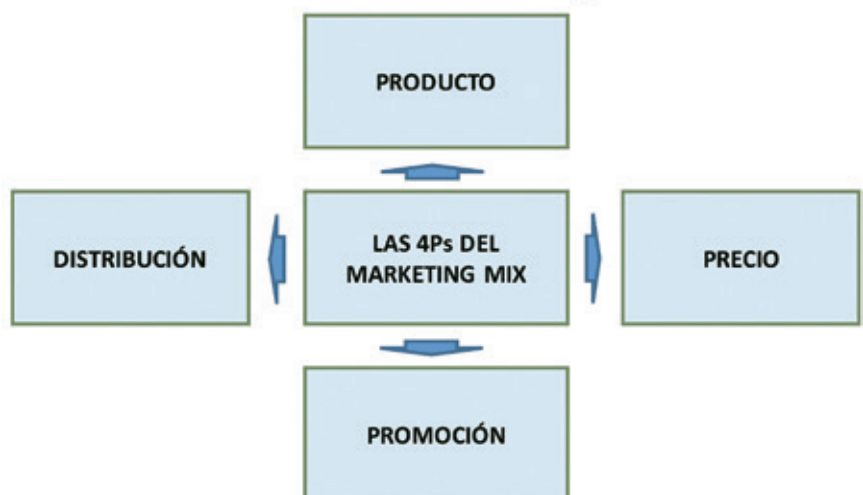 PRODUCTO
DISTRIBUCIÓN
LAS 4Ps DEL
MARKETING MIX
PRECIO
PROMOCIÓN